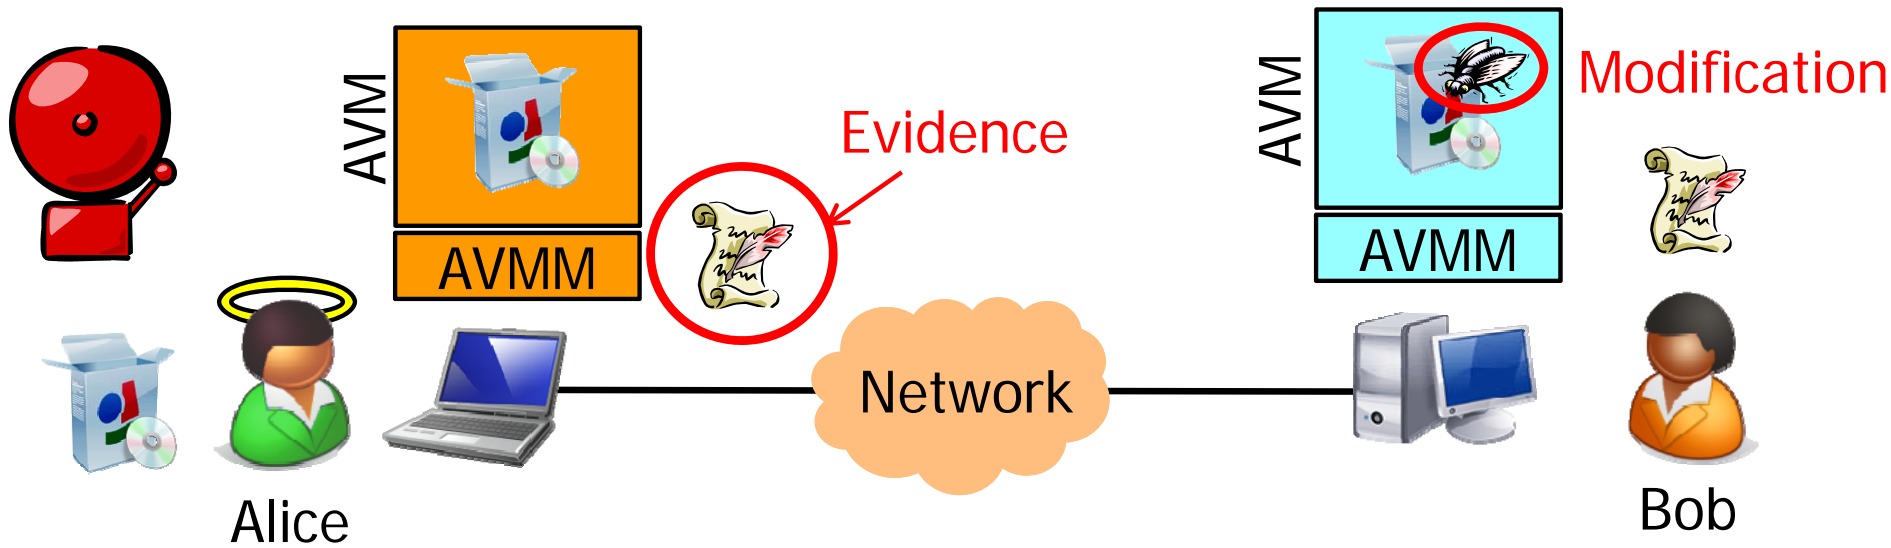 AVM
AVMM
Evidence
AVM
AVMM
Modification
Network
Alice
Bob